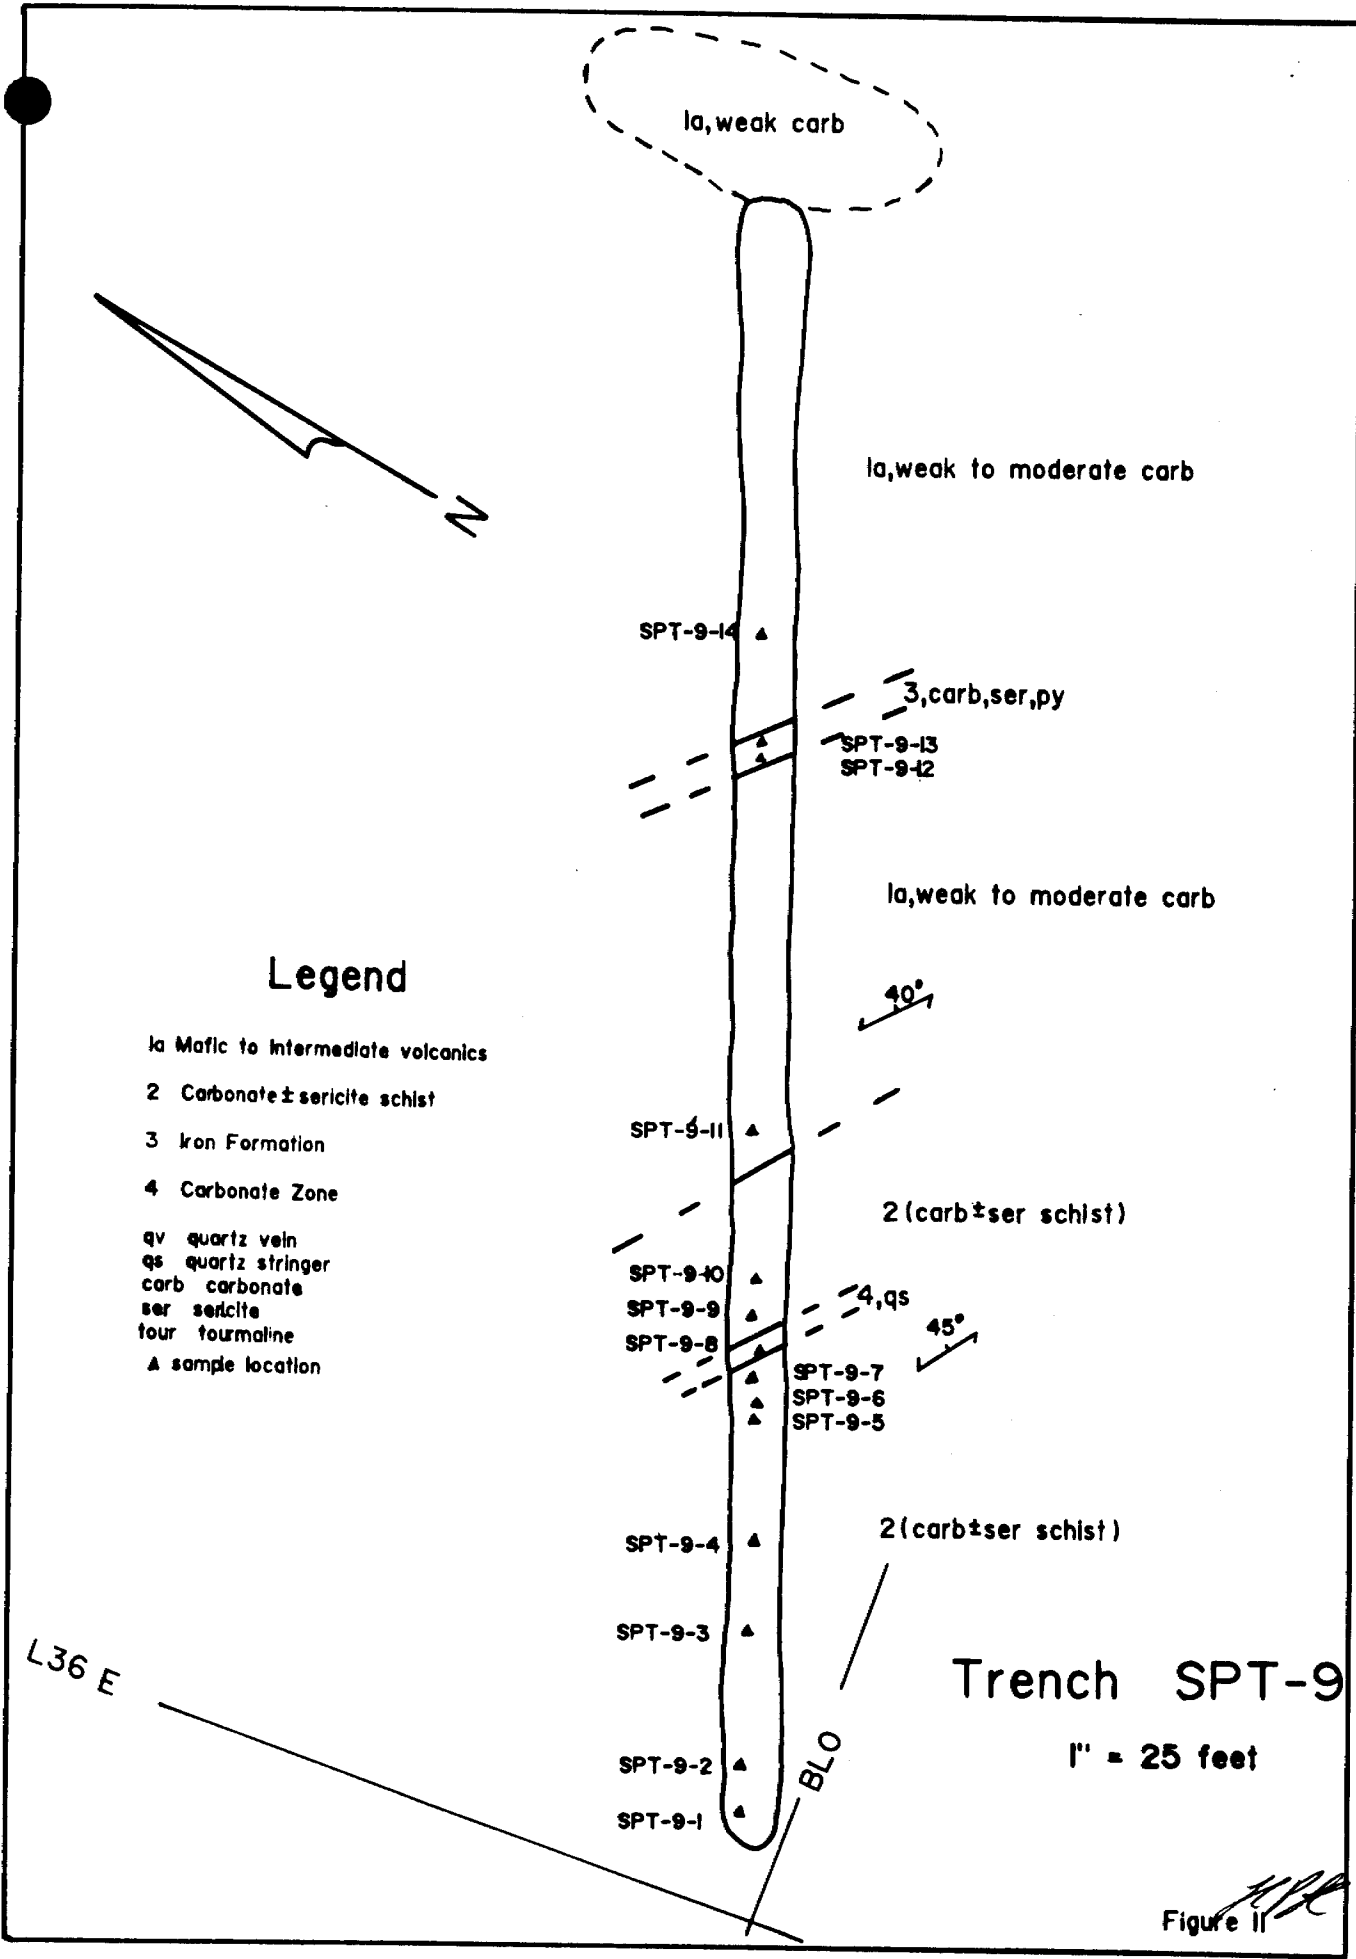 1a,weak carb
N
1a,weak to moderate carb
SPT-9-14
3,carb,ser,py
SPT-9-13
SPT-9-12
1a,weak to moderate carb
40°
Legend
1a Mafic to Intermediate volcanics
2 Carbonate ± sericite schist
3 Iron Formation
4 Carbonate Zone
qv quartz vein
qs quartz stringer
carb carbonate
ser sericite
tour tourmaline
▲ sample location
SPT-9-11
2 (carb±ser schist)
SPT-9-10
4,qs
SPT-9-9
45°
SPT-9-8
SPT-9-7
SPT-9-6
SPT-9-5
2(carb±ser schist)
SPT-9-4
SPT-9-3
L36 E
Trench SPT-9
1" = 25 feet
BLO
SPT-9-2
SPT-9-1
Figure 11